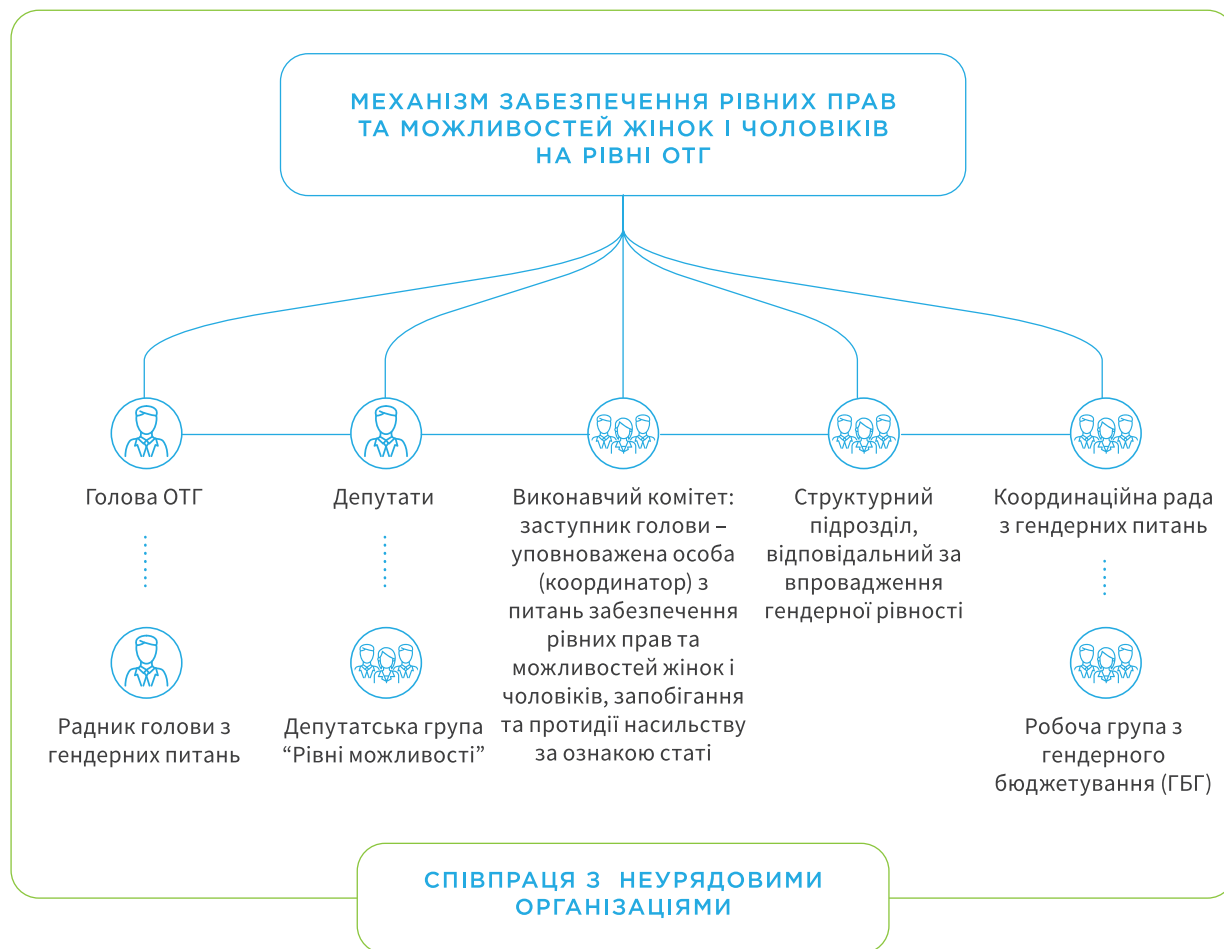 МЕХАНІЗМ ЗАБЕЗПЕЧЕННЯ РІВНИХ ПРАВ
ТА МОЖЛИВОСТЕЙ ЖІНОК І ЧОЛОВІКІВ
НА РІВНІ ОТГ
Голова ОТГ
Радник голови з
гендерних питань
Депутати
Депутатська група
“Рівні можливості”
Виконавчий комітет:
заступник голови –
уповноважена особа
(координатор) з
питань забезпечення
рівних прав та
можливостей жінок і
чоловіків, запобігання
та протидії насильству
за ознакою статі
Структурний
підрозділ,
відповідальний за
впровадження
гендерної рівності
Координаційна рада
з гендерних питань
Робоча група з
гендерного
бюджетування (ГБГ)
СПІВПРАЦЯ З НЕУРЯДОВИМИ
ОРГАНІЗАЦІЯМИ